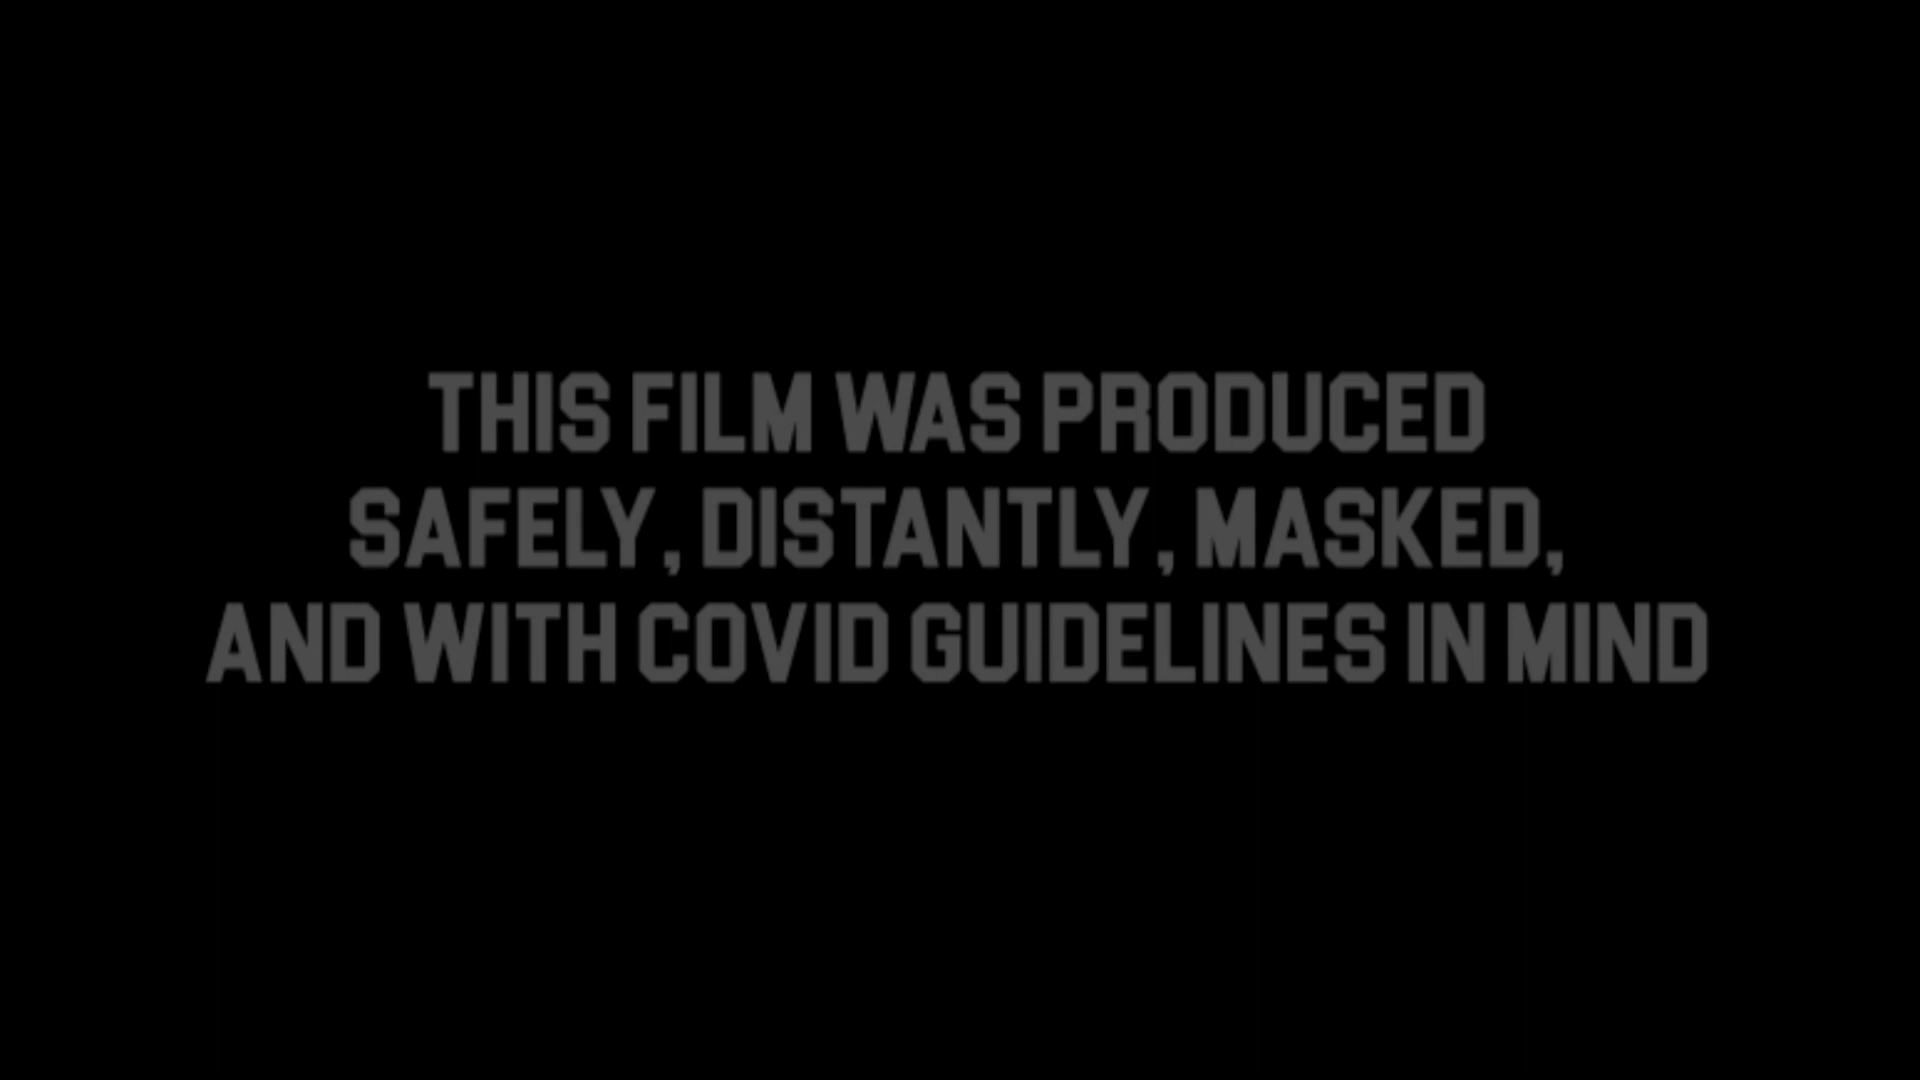 THIS FILM WAS PRODUCED
SAFELY, DISTANTLY, MASKED,
AND WITH COVID GUIDELINES IN MIND